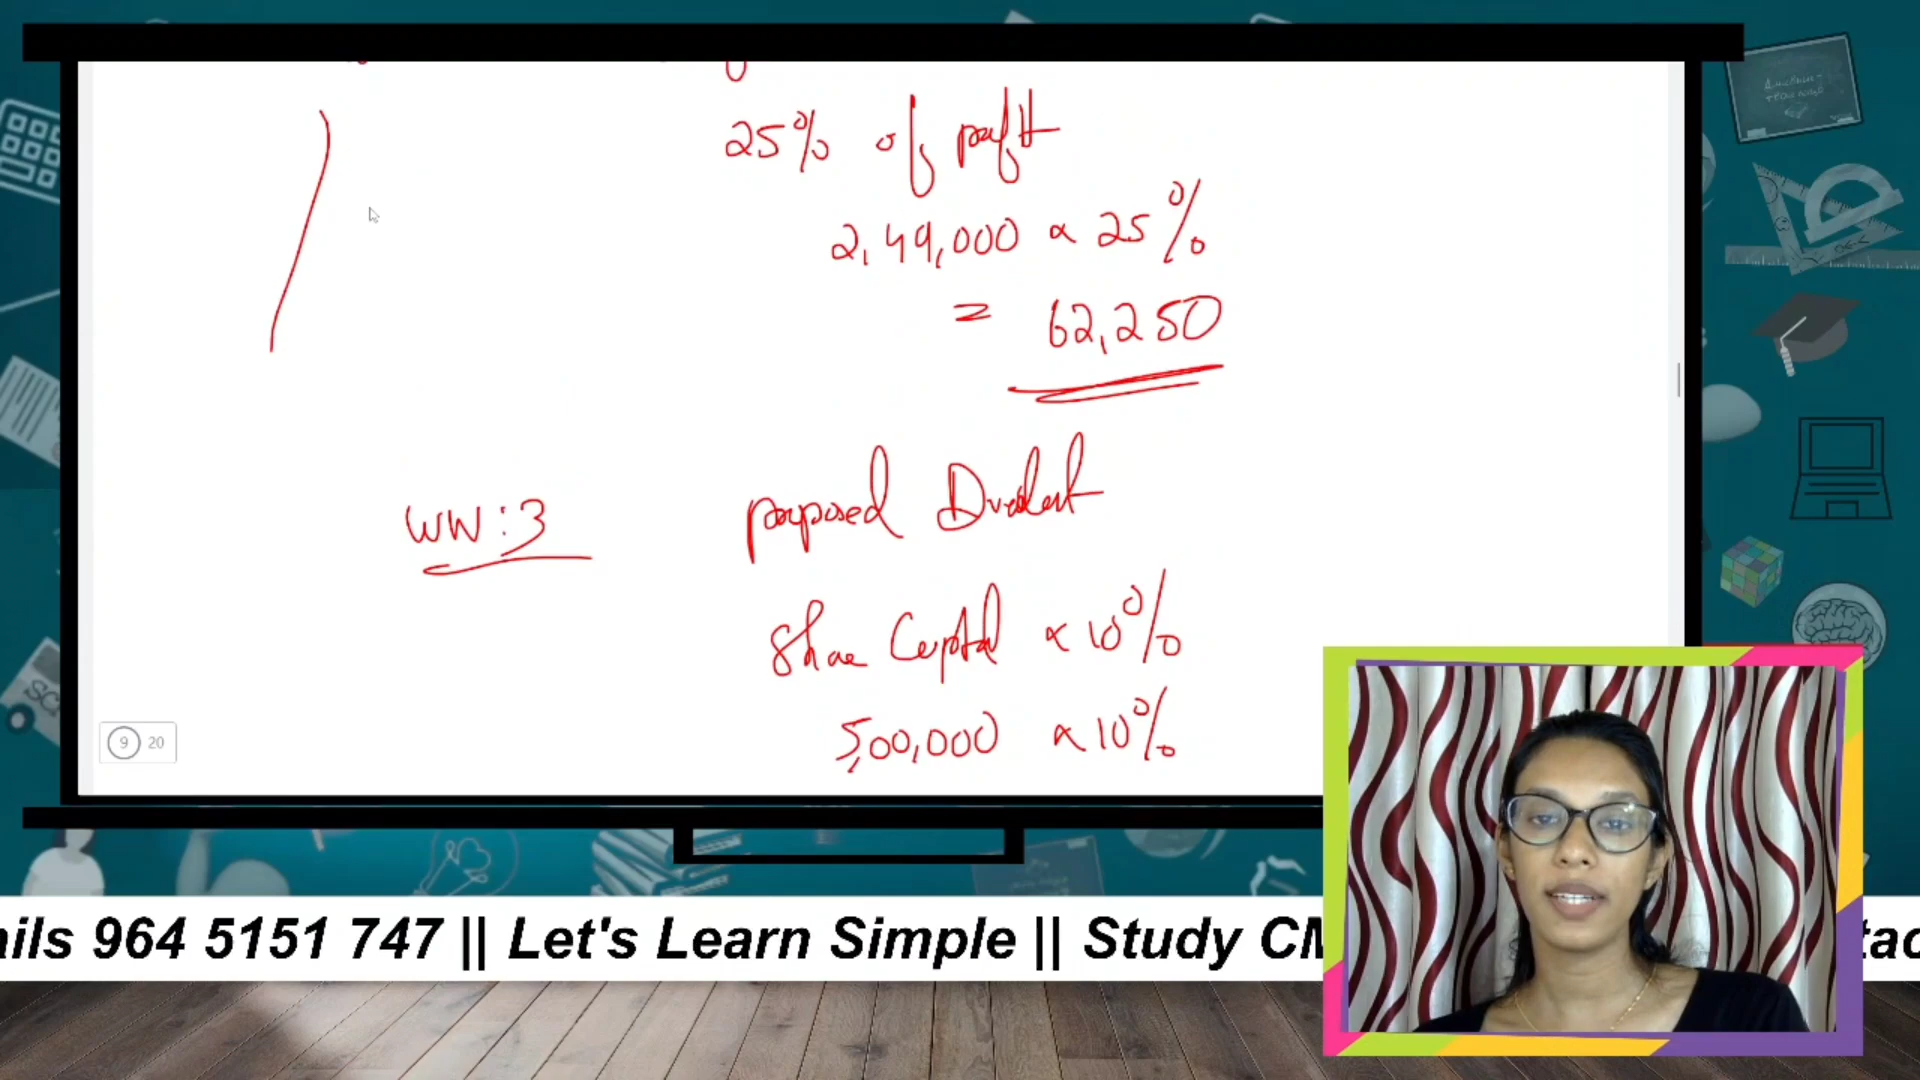 25% of profit
2,49,000 × 25%
= 62,250
WW:3 proposed Dividend
Share Capital × 10%
5,00,000 × 10%
9 20
ils 964 5151 747 || Let's Learn Simple || Study CM
tac